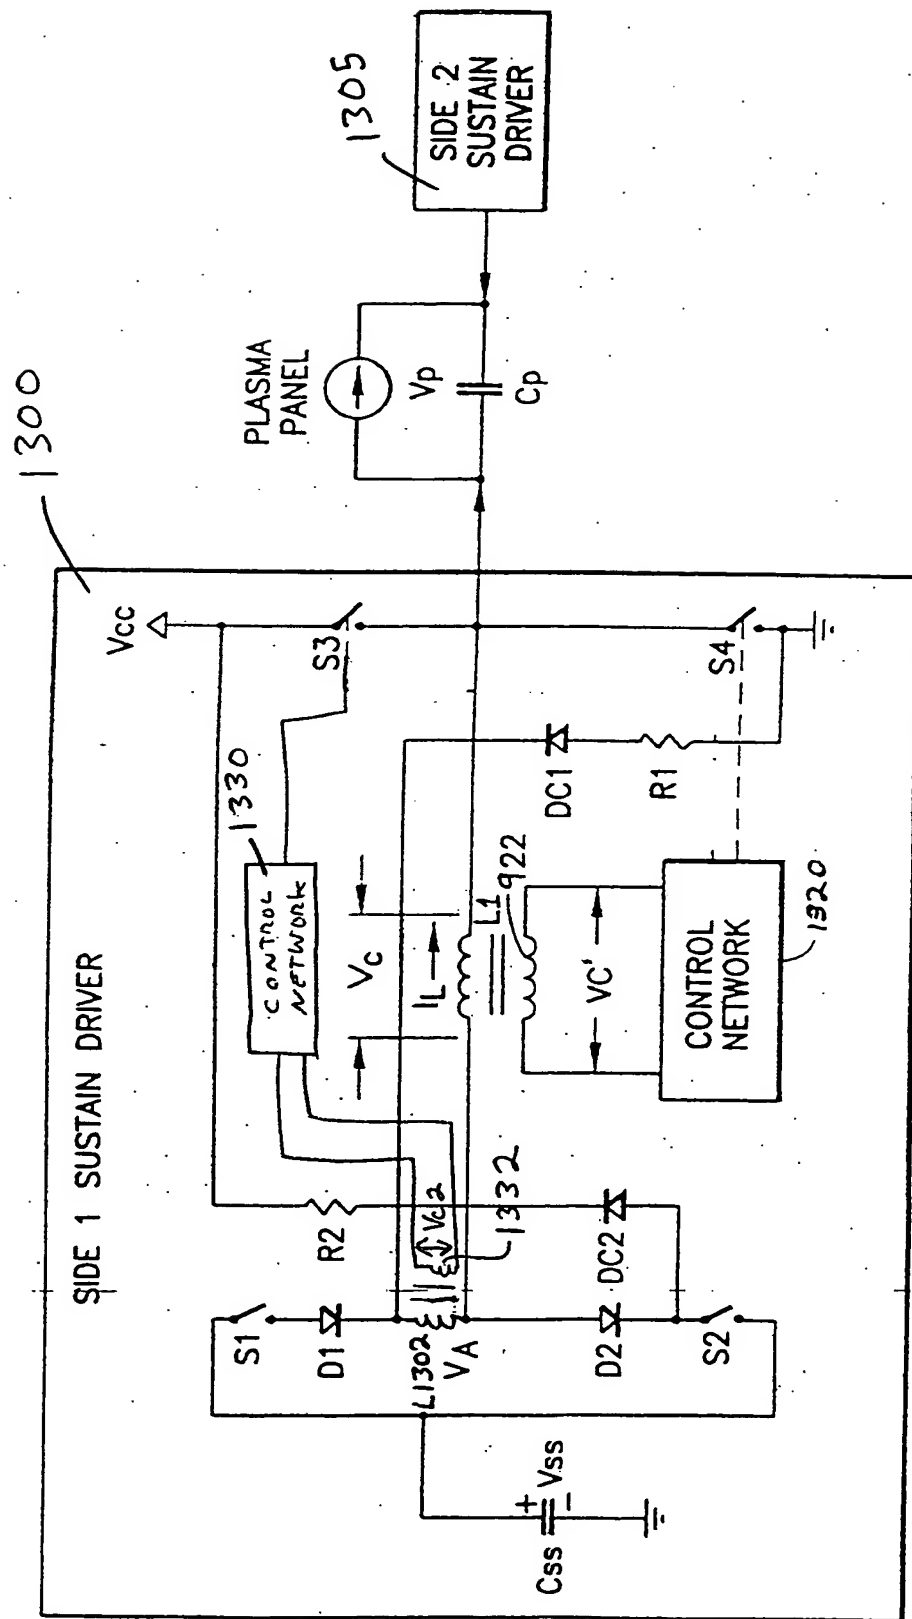 1300
SIDE 1 SUSTAIN DRIVER
Vcc
1330
CONTROL
NETWORK
S3
S1
D1
R2
L1302
VA
Vc2
1332
Vc
IL
L1
922
VC'
DC1
R1
S4
D2
DC2
S2
Css
+
Vss
−
CONTROL
NETWORK
1320
PLASMA
PANEL
Vp
Cp
1305
SIDE 2
SUSTAIN
DRIVER